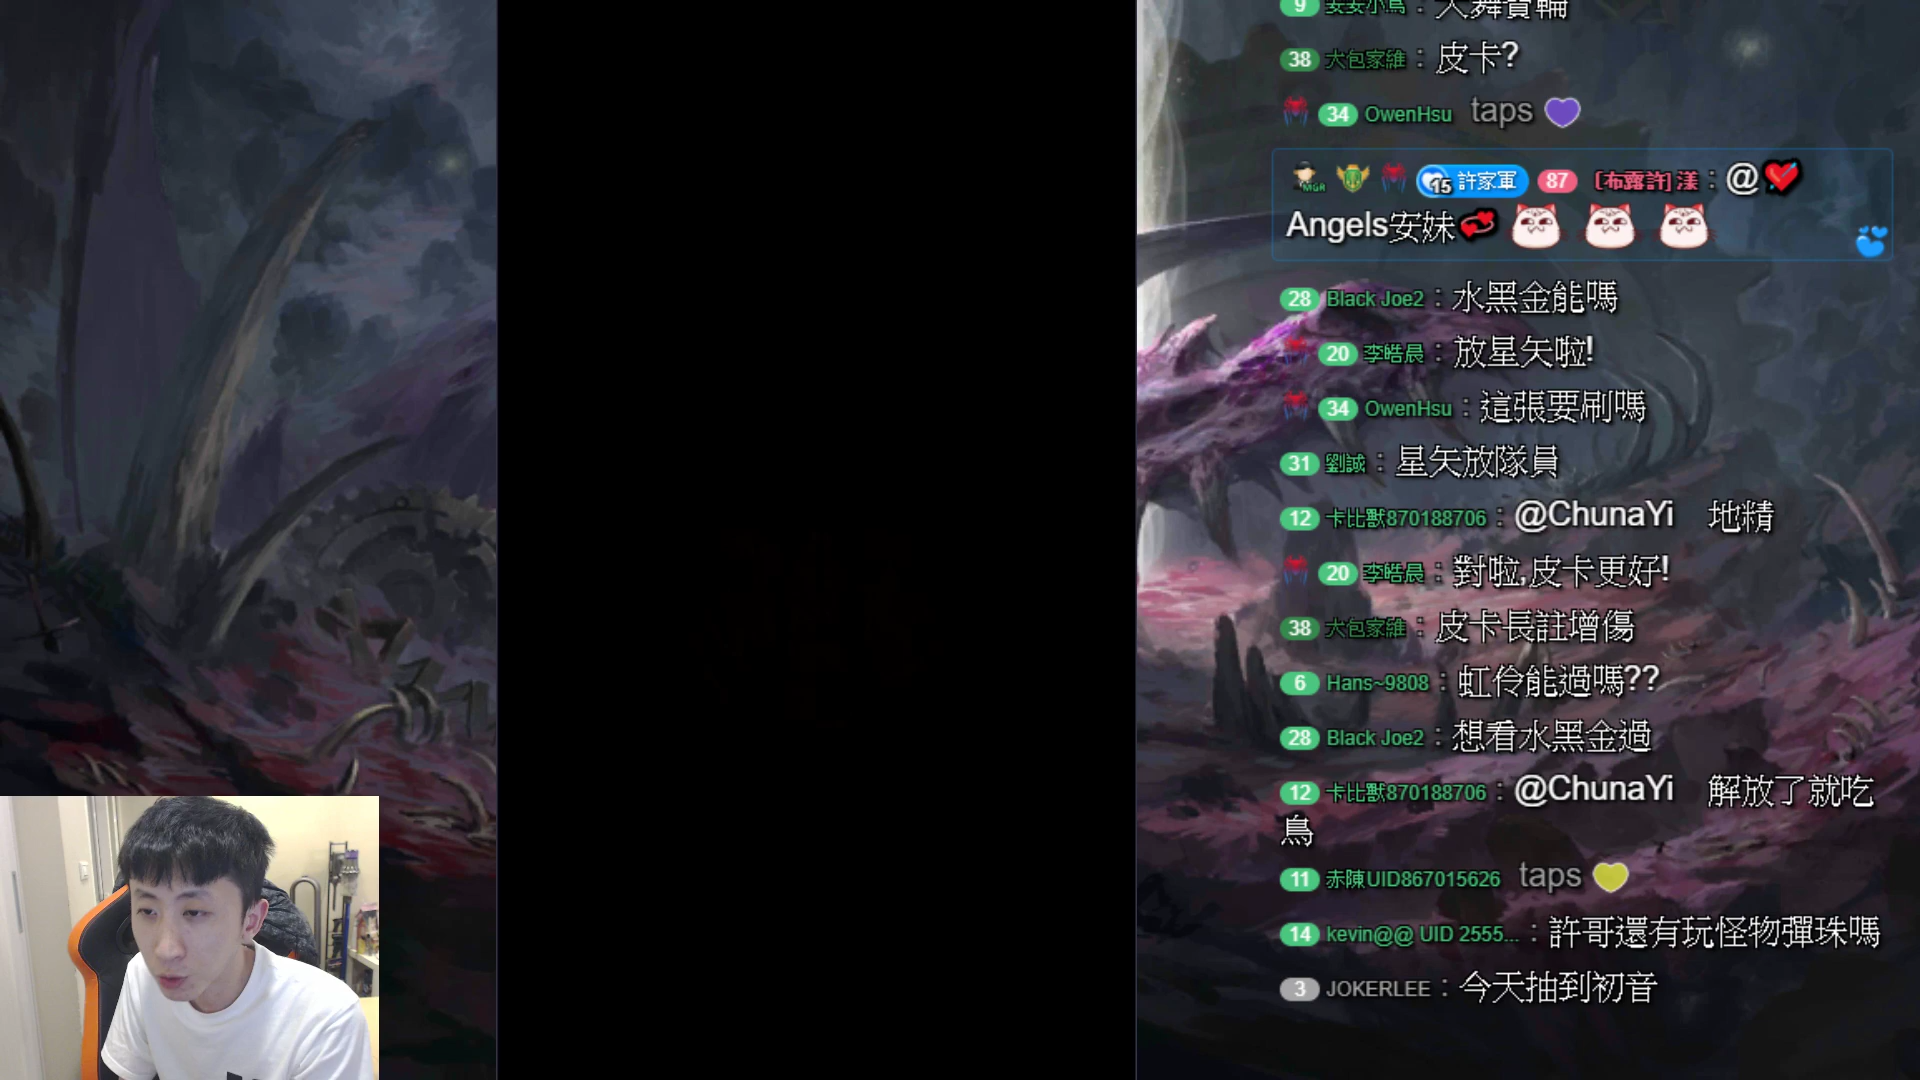 38 犬包家維：皮卡?
34 OwenHsu taps
MGR 15 許家軍 87 [布露許] 漾：@
Angels安妹
28 Black Joe2：水黑金能嗎
20 李皓晨：放星矢啦!
34 OwenHsu：這張要刷嗎
31 劉誠：星矢放隊員
12 卡比獸870188706：@ChunaYi 地精
20 李皓晨：對啦,皮卡更好!
38 犬包家維：皮卡長註增傷
6 Hans~9808：虹伶能過嗎??
28 Black Joe2：想看水黑金過
12 卡比獸870188706：@ChunaYi 解放了就吃
鳥
11 赤陳UID867015626 taps
14 kevin@@ UID 2555...：許哥還有玩怪物彈珠嗎
3 JOKERLEE：今天抽到初音